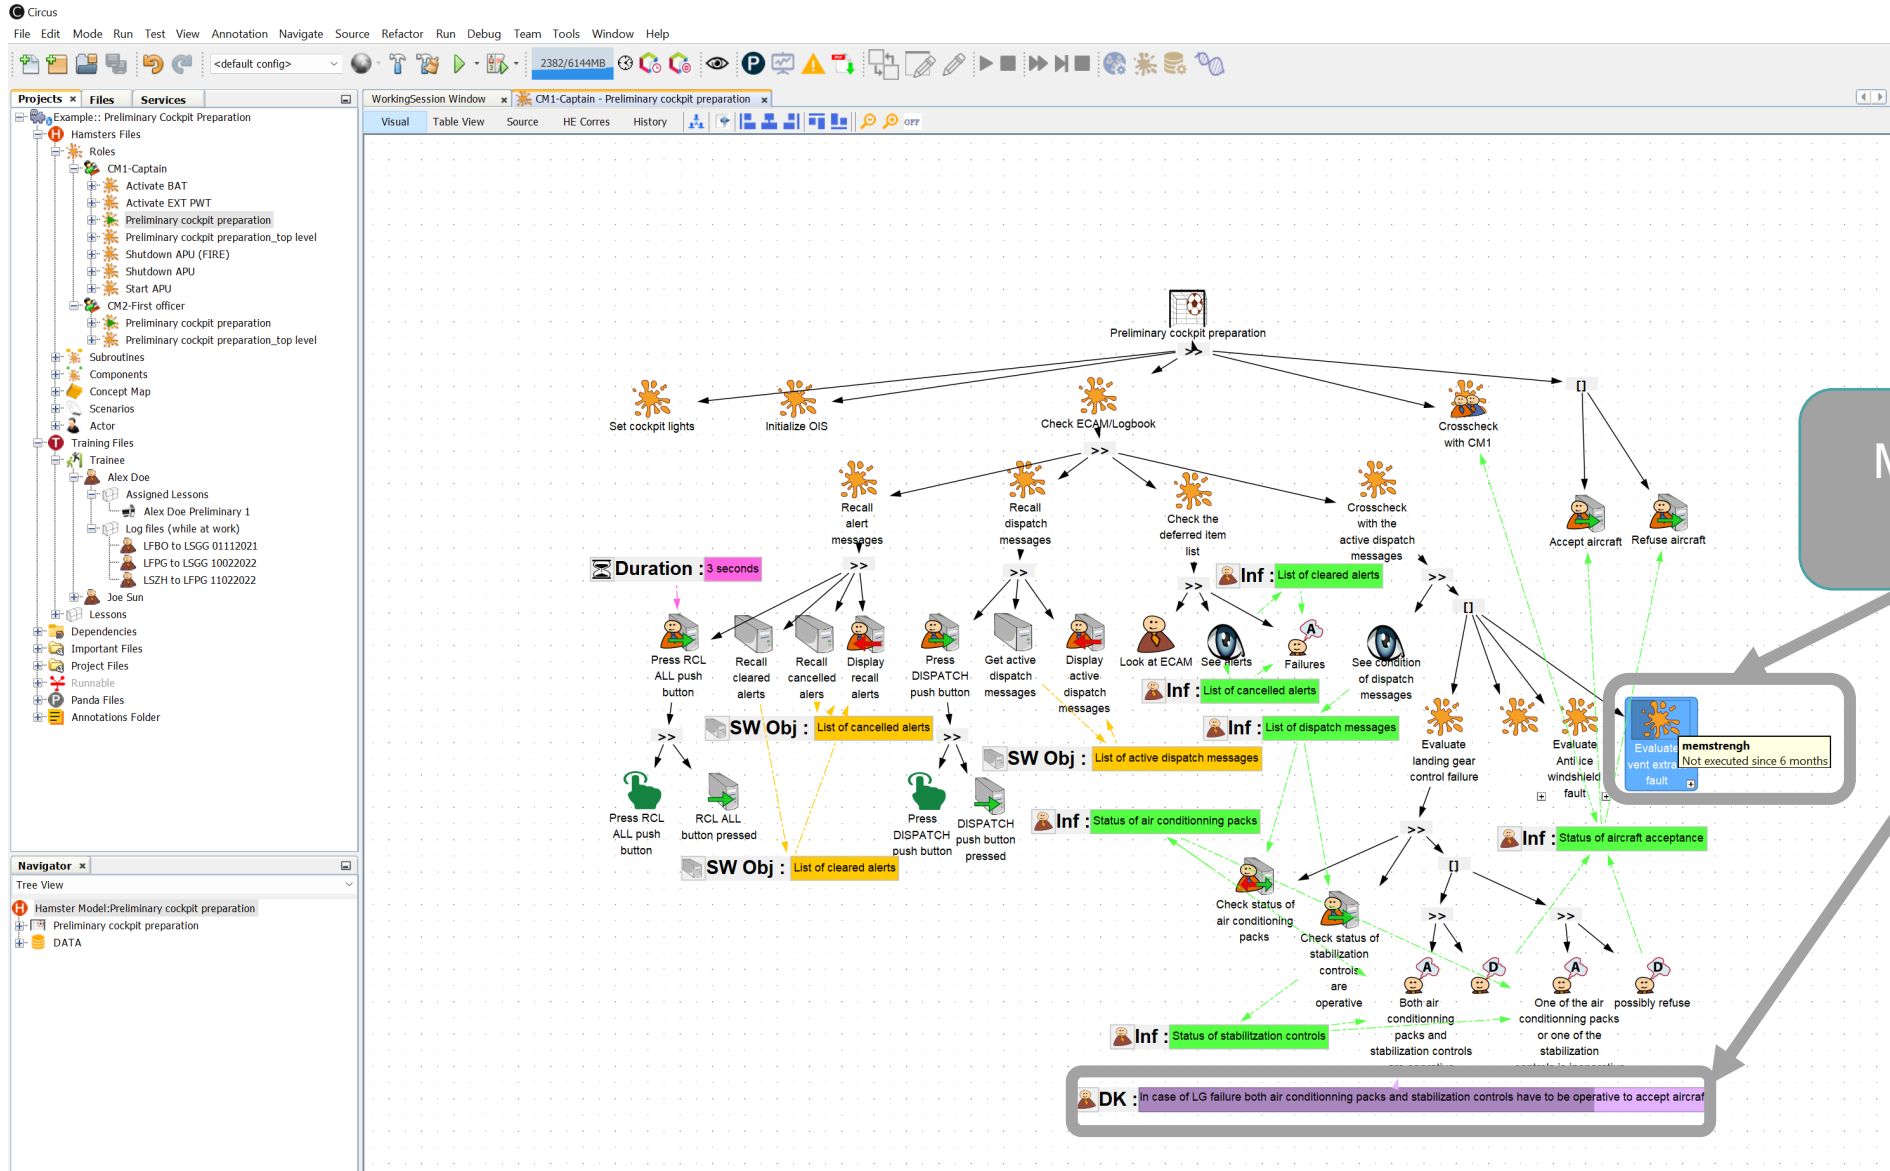 Circus
File Edit Mode Run Test View Annotation Navigate Source Refactor Run Debug Team Tools Window Help
<default config>
2382/6144MB
Projects Files Services
Example:: Preliminary Cockpit Preparation
Hamsters Files
Roles
CM1-Captain
Activate BAT
Activate EXT PWT
Preliminary cockpit preparation
Preliminary cockpit preparation_top level
Shutdown APU (FIRE)
Shutdown APU
Start APU
CM2-First officer
Preliminary cockpit preparation
Preliminary cockpit preparation_top level
Subroutines
Components
Concept Map
Scenarios
Actor
Training Files
Trainee
Alex Doe
Assigned Lessons
Alex Doe Preliminary 1
Log files (while at work)
LFBO to LSGG 01112021
LFPG to LSGG 10022022
LSZH to LFPG 11022022
Joe Sun
Lessons
Dependencies
Important Files
Project Files
Runnable
Panda Files
Annotations Folder
Navigator
Tree View
Hamster Model:Preliminary cockpit preparation
Preliminary cockpit preparation
DATA
WorkingSession Window CM1-Captain - Preliminary cockpit preparation
Visual Table View Source HE Corres History OFF
Preliminary cockpit preparation
>>
[]
Set cockpit lights
Initialize OIS
Check ECAM/Logbook
Crosscheck
with CM1
>>
Accept aircraft
Refuse aircraft
Recall
alert
messages
Recall
dispatch
messages
Check the
deferred item
list
Crosscheck
with the
active dispatch
messages
Duration : 3 seconds
>>
>>
>>
Inf : List of cleared alerts
>>
[]
Press RCL
ALL push
button
Recall
cleared
alerts
Recall
cancelled
alers
Display
recall
alerts
Press
DISPATCH
push button
Get active
dispatch
messages
Display
active
dispatch
messages
Look at ECAM
See alerts
A
Failures
See condition
of dispatch
messages
Inf : List of cancelled alerts
SW Obj : List of cancelled alerts
Inf : List of dispatch messages
>>
>>
SW Obj : List of active dispatch messages
Evaluate
landing gear
control failure
Evaluate
Anti ice
windshield
fault
Evaluate
vent extra
fault
memstrengh
Not executed since 6 months
Press RCL
ALL push
button
RCL ALL
button pressed
Press
DISPATCH
push button
DISPATCH
push button
pressed
Inf : Status of air conditionning packs
>>
Inf : Status of aircraft acceptance
SW Obj : List of cleared alerts
[]
Check status of
air conditioning
packs
Check status of
stabilization
controls
are
operative
>>
>>
A
D
A
D
Both air
conditionning
packs and
stabilization controls
One of the air
conditionning packs
or one of the
stabilization
possibly refuse
Inf : Status of stabilitzation controls
DK : In case of LG failure both air conditionning packs and stabilization controls have to be operative to accept aircraf
M